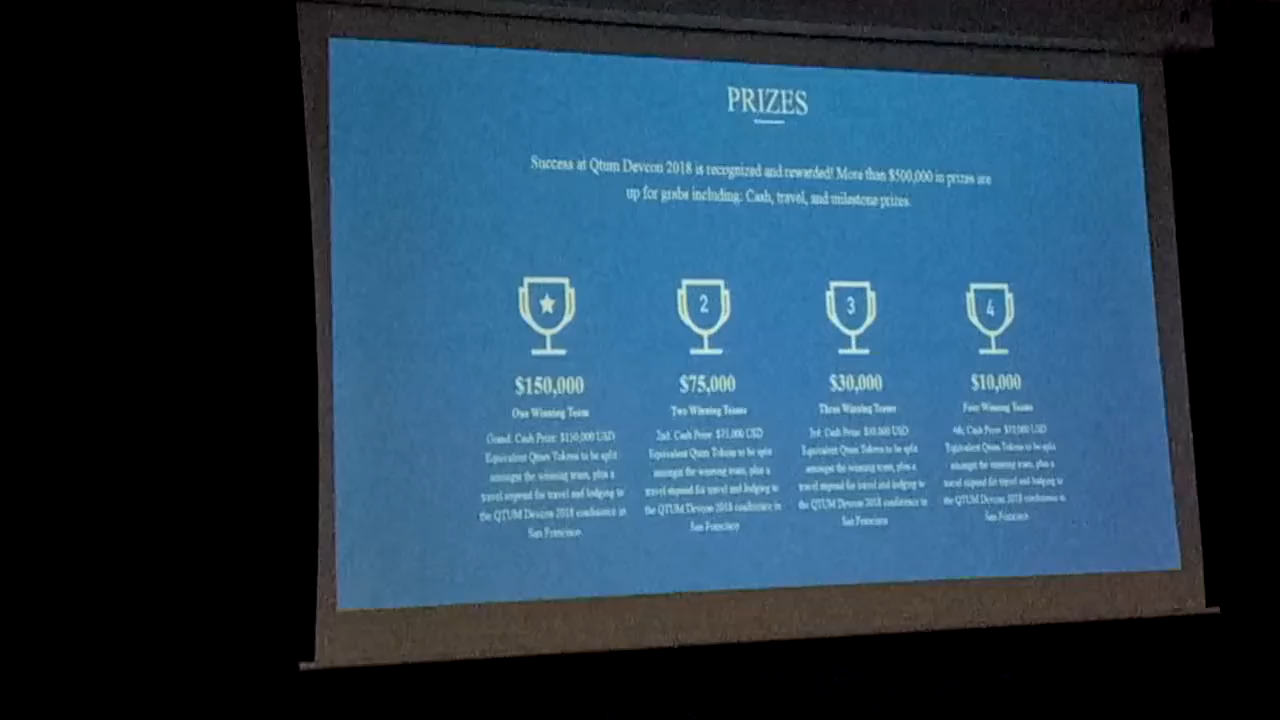 PRIZES
Success at Qtum Devcon 2018 is recognized and rewarded! More than $500,000 in prizes are
up for grabs including: Cash, travel, and milestone prizes.
2
3
4
$150,000
One Winning Team
Grand: Cash Prize: $150,000 USD
Equivalent Qtum Tokens to be split
amongst the winning team, plus a
travel stipend for travel and lodging to
the QTUM Devcon 2018 conference in
San Francisco.
$75,000
Two Winning Teams
2nd: Cash Prize: $75,000 USD
Equivalent Qtum Tokens to be split
amongst the winning team, plus a
travel stipend for travel and lodging to
the QTUM Devcon 2018 conference in
San Francisco
$30,000
Three Winning Teams
3rd: Cash Prize: $30,000 USD
Equivalent Qtum Tokens to be split
amongst the winning team, plus a
travel stipend for travel and lodging to
the QTUM Devcon 2018 conference in
San Francisco
$10,000
Four Winning Teams
4th: Cash Prize: $10,000 USD
Equivalent Qtum Tokens to be split
amongst the winning team, plus a
travel stipend for travel and lodging to
the QTUM Devcon 2018 conference in
San Francisco